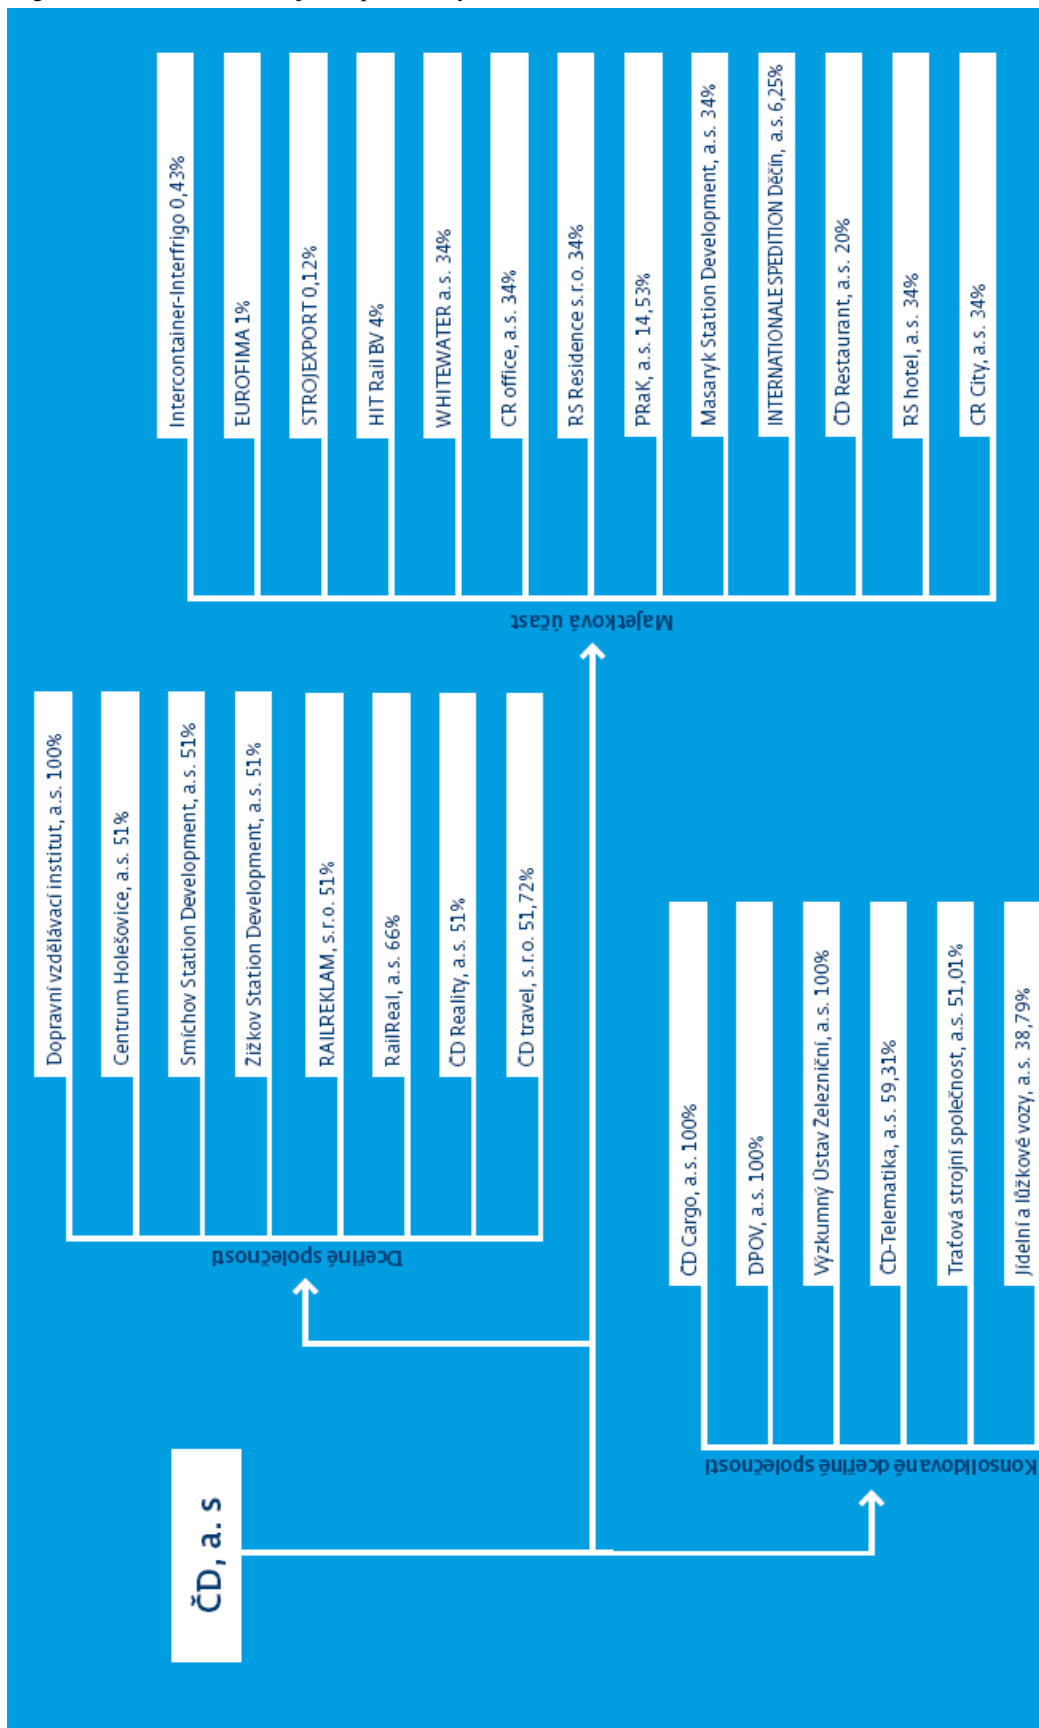 ČD, a. s
Dceřiné společnosti
Dopravní vzdělávací institut, a.s. 100%
Centrum Holešovice, a.s. 51%
Smíchov Station Development, a.s. 51%
Žižkov Station Development, a.s. 51%
RAILREKLAM, s.r.o. 51%
RailReal, a.s. 66%
ČD Reality, a.s. 51%
ČD travel, s.r.o. 51,72%
Majetková účast
Intercontainer-Interfrigo 0,43%
EUROFIMA 1%
STROJEXPORT 0,12%
HIT Rail BV 4%
WHITEWATER a.s. 34%
CR office, a.s. 34%
RS Residence s.r.o. 34%
PRaK, a.s. 14,53%
Masaryk Station Development, a.s. 34%
INTERNATIONALE SPEDITION Děčín, a.s. 6,25%
ČD Restaurant, a.s. 20%
RS hotel, a.s. 34%
CR City, a.s. 34%
Konsolidované dceřiné společnosti
ČD Cargo, a.s. 100%
DPOV, a.s. 100%
Výzkumný Ústav Železniční, a.s. 100%
ČD-Telematika, a.s. 59,31%
Traťová strojní společnost, a.s. 51,01%
Jídelní a lůžkové vozy, a.s. 38,79%